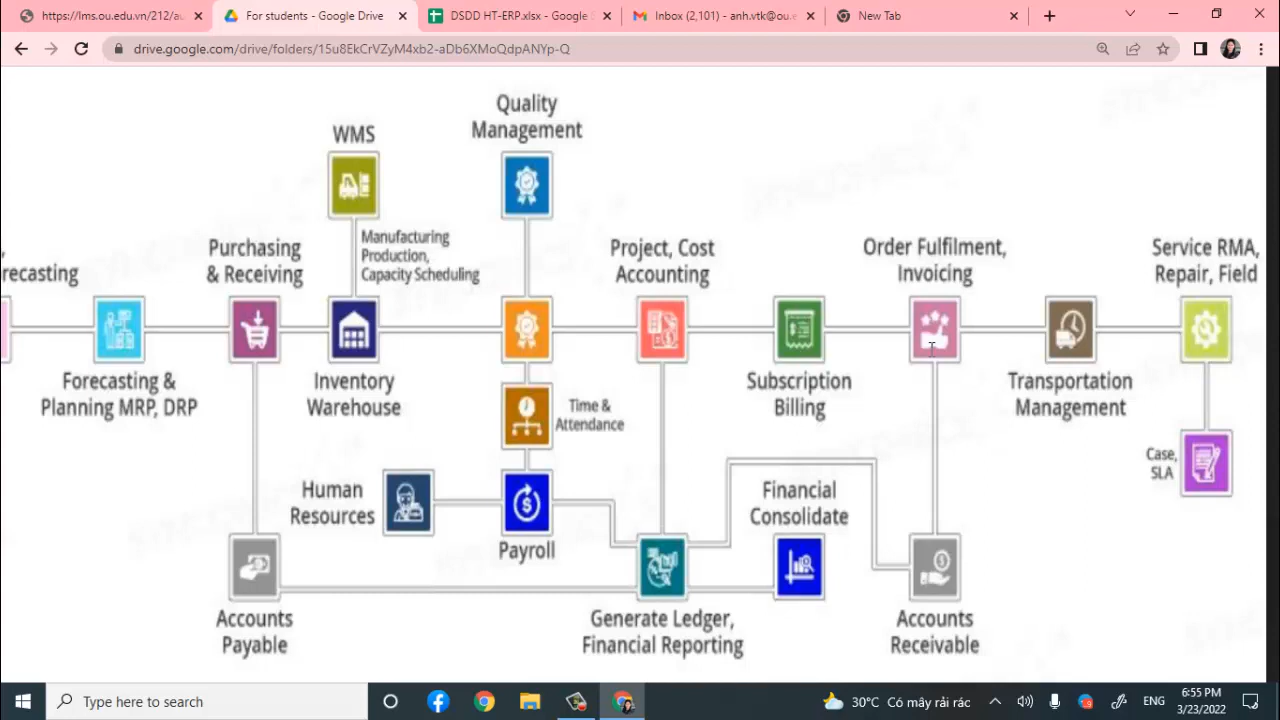 https://lms.ou.edu.vn/212/au
For students - Google Drive
DSDD HT-ERP.xlsx - Google S
Inbox (2,101) - anh.vtk@ou.e
New Tab
drive.google.com/drive/folders/15u8EkCrVZyM4xb2-aDb6XMoQdpANYp-Q
Quality
Management
WMS
Manufacturing
Production,
Capacity Scheduling
Purchasing
& Receiving
Project, Cost
Accounting
Order Fulfilment,
Invoicing
Service RMA,
Repair, Field
recasting
Forecasting &
Planning MRP, DRP
Inventory
Warehouse
Time &
Attendance
Subscription
Billing
Transportation
Management
Case,
SLA
Human
Resources
Payroll
Financial
Consolidate
Accounts
Payable
Generate Ledger,
Financial Reporting
Accounts
Receivable
Type here to search
30°C Có mây rải rác
ENG
6:55 PM
3/23/2022